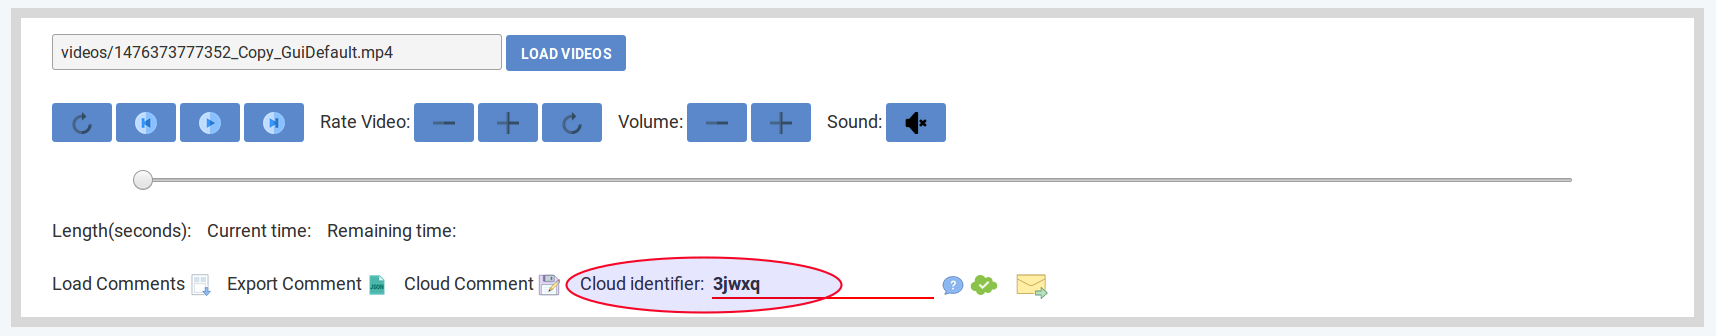 videos/1476373777352_Copy_GuiDefault.mp4 LOAD VIDEOS
Rate Video: Volume: Sound:
Length(seconds): Current time: Remaining time:
Load Comments Export Comment JSON Cloud Comment Cloud identifier: 3jwxq ?